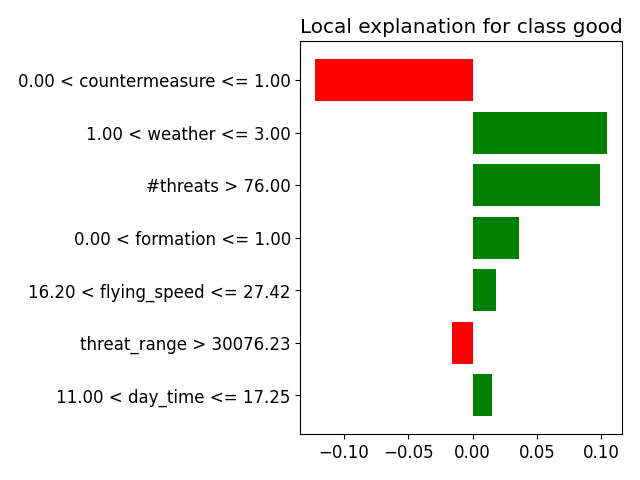 Local explanation for class good
0.00 < countermeasure <= 1.00
1.00 < weather <= 3.00
#threats > 76.00
0.00 < formation <= 1.00
16.20 < flying_speed <= 27.42
threat_range > 30076.23
11.00 < day_time <= 17.25
−0.10 −0.05 0.00 0.05 0.10